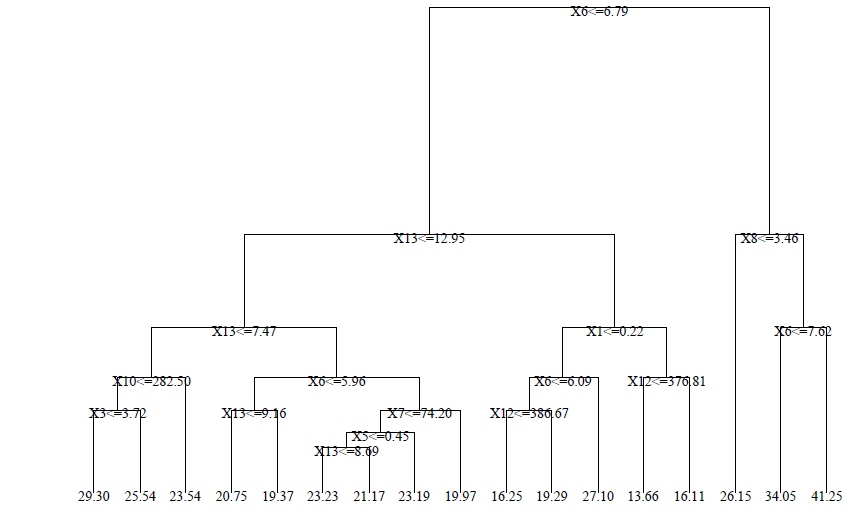 X6<=6.79
X13<=12.95 X8<=3.46
X13<=7.47 X1<=0.22 X6<=7.62
X10<=282.50 X6<=5.96 X6<=6.09 X12<=376.81
X3<=3.72 X13<=9.16 X7<=74.20 X12<=386.67
X5<=0.45
X13<=8.69
29.30 25.54 23.54 20.75 19.37 23.23 21.17 23.19 19.97 16.25 19.29 27.10 13.66 16.11 26.15 34.05 41.25